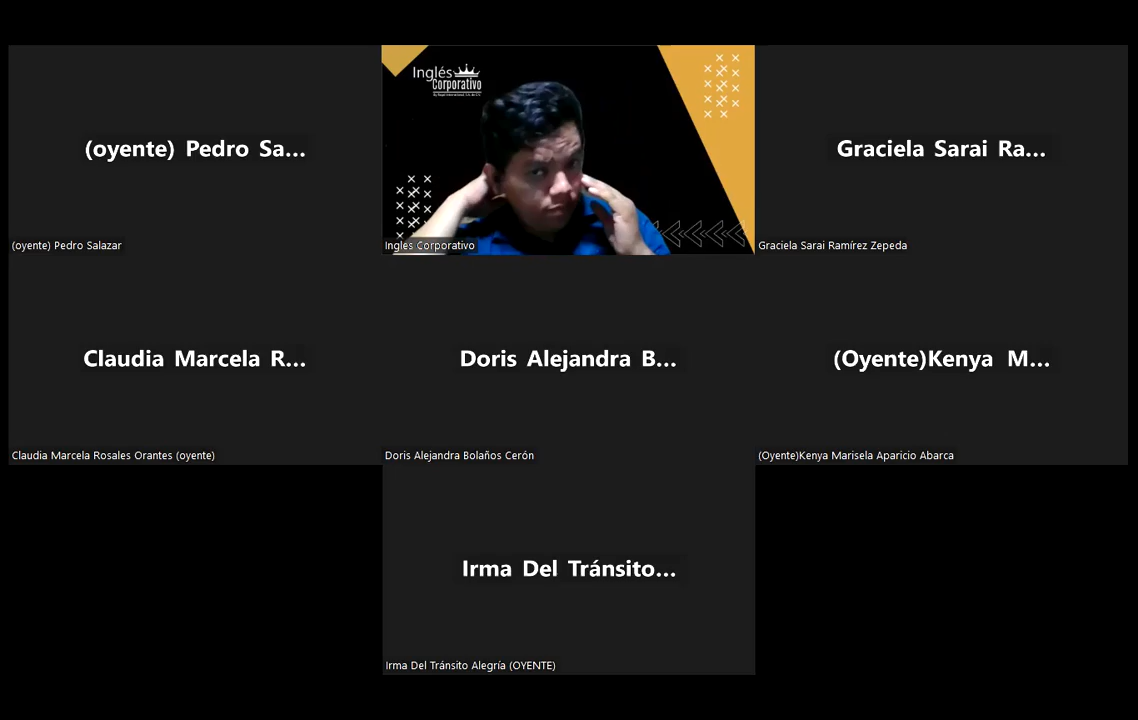 (oyente) Pedro Sa...
(oyente) Pedro Salazar
Inglés
Corporativo
Ingles Corporativo
Graciela Sarai Ra...
Graciela Sarai Ramírez Zepeda
Claudia Marcela R...
Claudia Marcela Rosales Orantes (oyente)
Doris Alejandra B...
Doris Alejandra Bolaños Cerón
(Oyente)Kenya M...
(Oyente)Kenya Marisela Aparicio Abarca
Irma Del Tránsito...
Irma Del Tránsito Alegría (OYENTE)